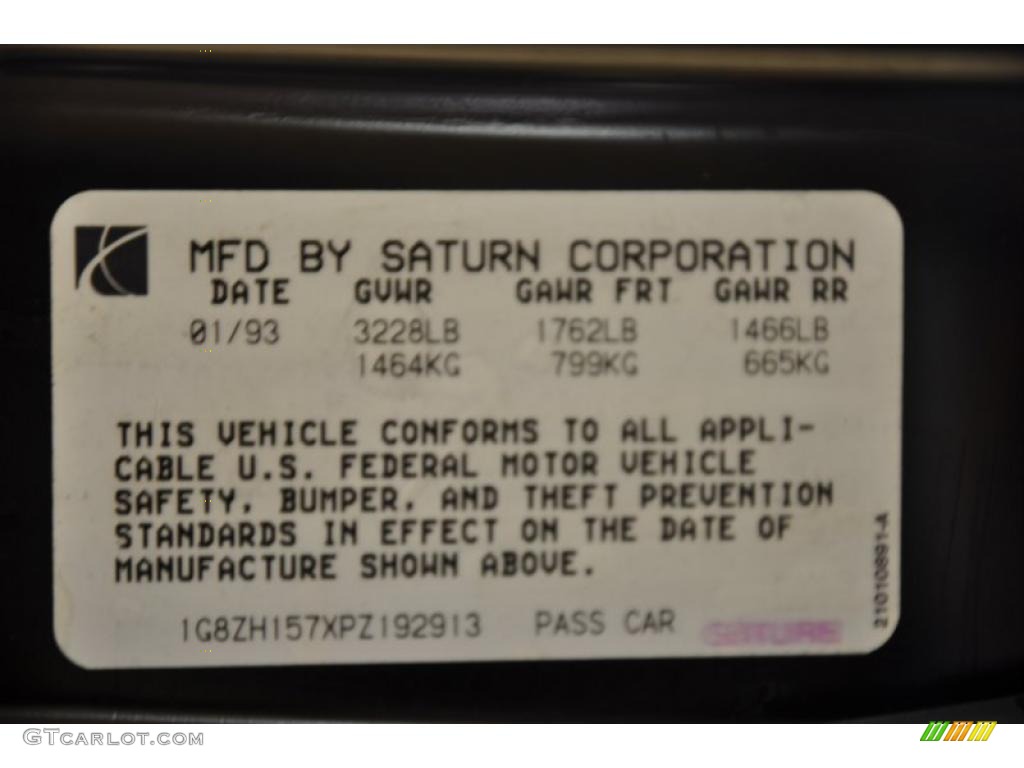 MFD BY SATURN CORPORATION
DATE GVWR GAWR FRT GAWR RR
01/93 3228LB 1762LB 1466LB
1464KG 799KG 665KG
THIS VEHICLE CONFORMS TO ALL APPLI-
CABLE U.S. FEDERAL MOTOR VEHICLE
SAFETY, BUMPER, AND THEFT PREVENTION
STANDARDS IN EFFECT ON THE DATE OF
MANUFACTURE SHOWN ABOVE.
1G8ZH157XPZ192913 PASS CAR
21010891-A
GTCARLOT.COM